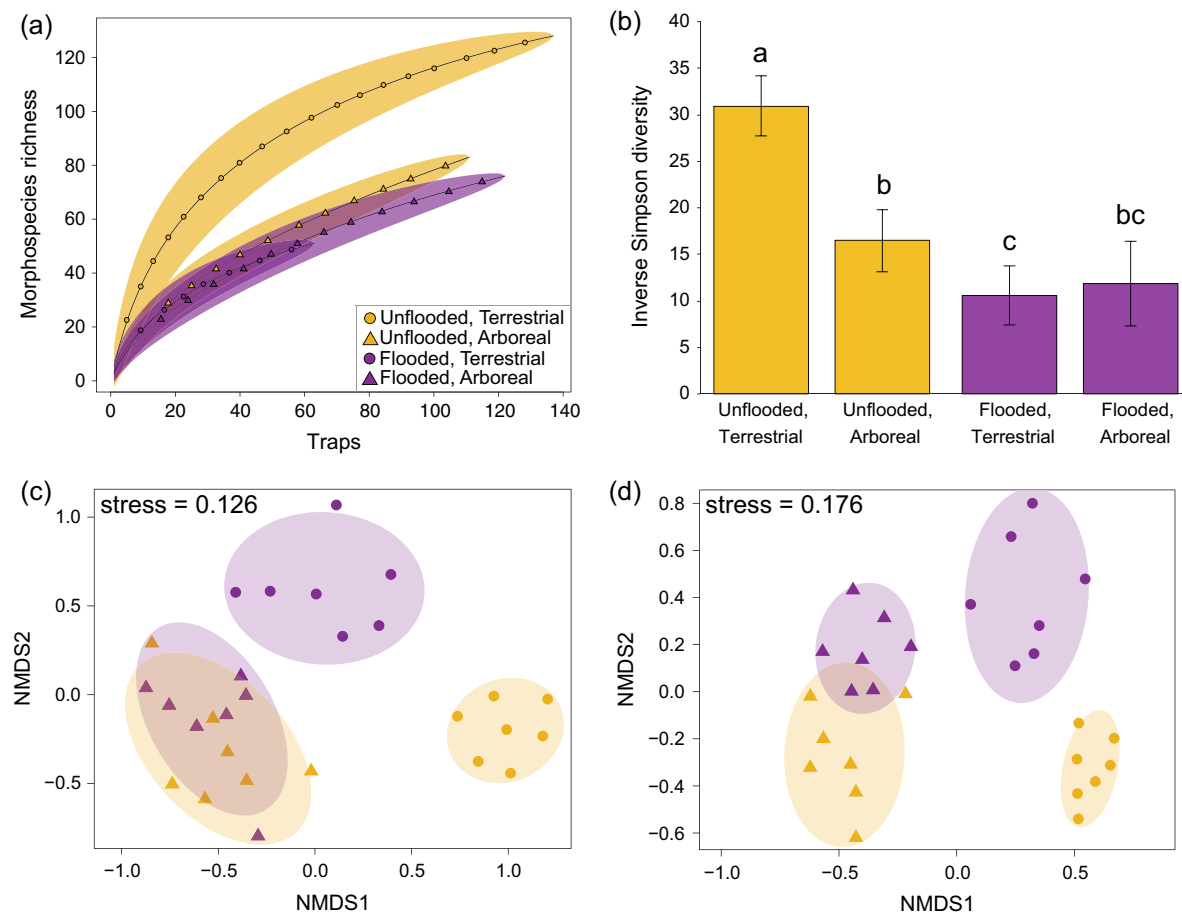 (a)
Morphospecies richness
120
100
80
60
40
20
0
0 20 40 60 80 100 120 140
Traps
Unflooded, Terrestrial
Unflooded, Arboreal
Flooded, Terrestrial
Flooded, Arboreal
(b)
Inverse Simpson diversity
40
35
30
25
20
15
10
5
0
a
b
c
bc
Unflooded,
Terrestrial
Unflooded,
Arboreal
Flooded,
Terrestrial
Flooded,
Arboreal
(c)
stress = 0.126
NMDS2
1.0
0.5
0.0
−0.5
−1.0 −0.5 0.0 0.5 1.0
NMDS1
(d)
stress = 0.176
NMDS2
0.8
0.6
0.4
0.2
0.0
−0.2
−0.4
−0.6
−1.0 −0.5 0.0 0.5
NMDS1